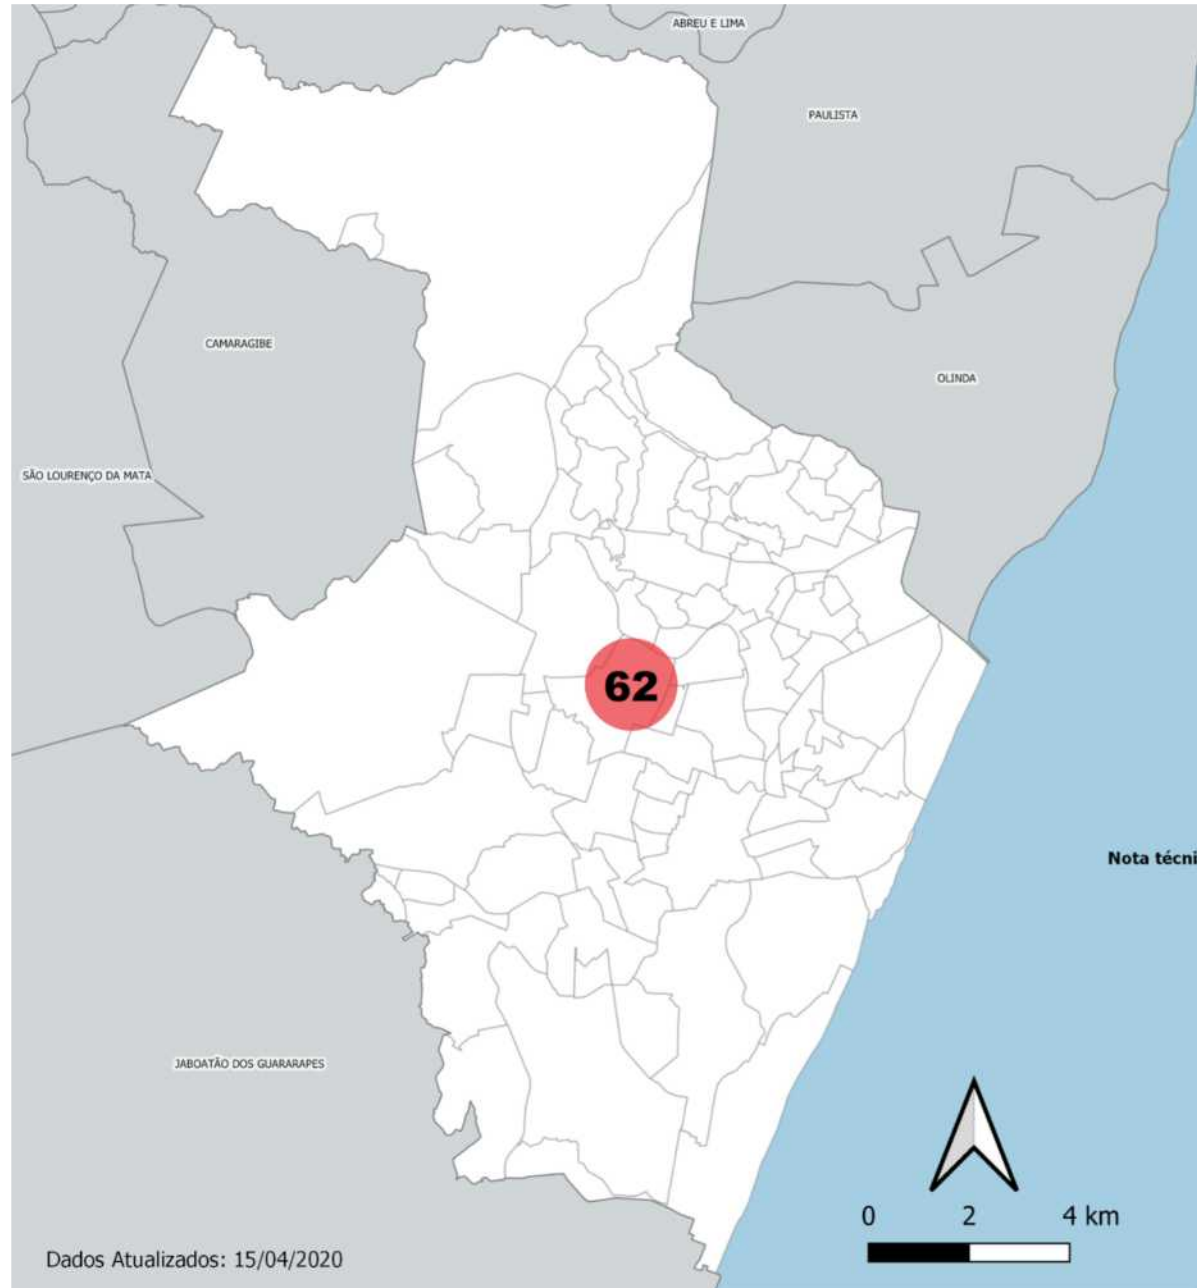 ABREU E LIMA
PAULISTA
CAMARAGIBE
OLINDA
SÃO LOURENÇO DA MATA
62
Nota técni
JABOATÃO DOS GUARARAPES
0 2 4 km
Dados Atualizados: 15/04/2020